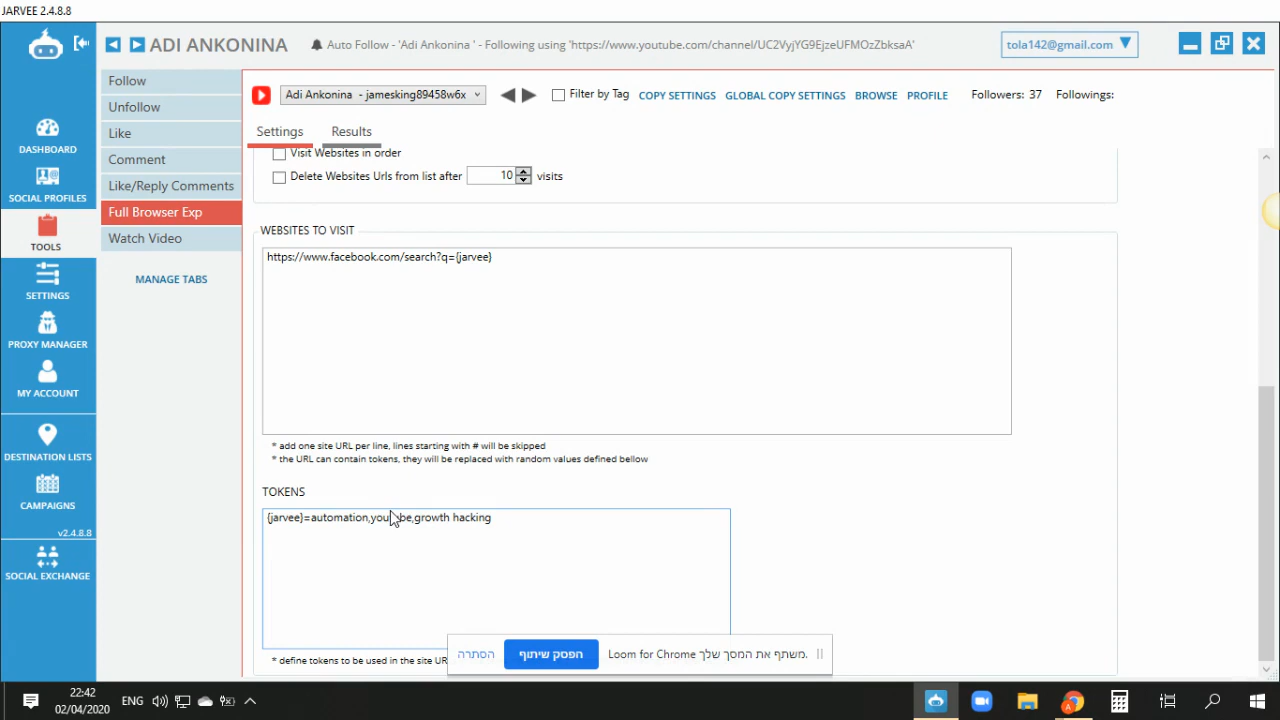 JARVEE 2.4.8.8
ADI ANKONINA
Auto Follow - 'Adi Ankonina ' - Following using 'https://www.youtube.com/channel/UC2VyjYG9EjzeUFMOzZbksaA'
tola142@gmail.com
DASHBOARD
SOCIAL PROFILES
TOOLS
SETTINGS
PROXY MANAGER
MY ACCOUNT
DESTINATION LISTS
CAMPAIGNS
v2.4.8.8
SOCIAL EXCHANGE
Follow
Unfollow
Like
Comment
Like/Reply Comments
Full Browser Exp
Watch Video
MANAGE TABS
Adi Ankonina - jamesking89458w6x
Filter by Tag
COPY SETTINGS
GLOBAL COPY SETTINGS
BROWSE
PROFILE
Followers: 37
Followings:
Settings
Results
Visit Websites in order
Delete Websites Urls from list after 10 visits
WEBSITES TO VISIT
https://www.facebook.com/search?q={jarvee}
* add one site URL per line, lines starting with # will be skipped
* the URL can contain tokens, they will be replaced with random values defined bellow
TOKENS
{jarvee}=automation,youtube,growth hacking
* define tokens to be used in the site UR
הסתרה
הפסק שיתוף
Loom for Chrome משתף את המסך שלך.
22:42
02/04/2020
ENG